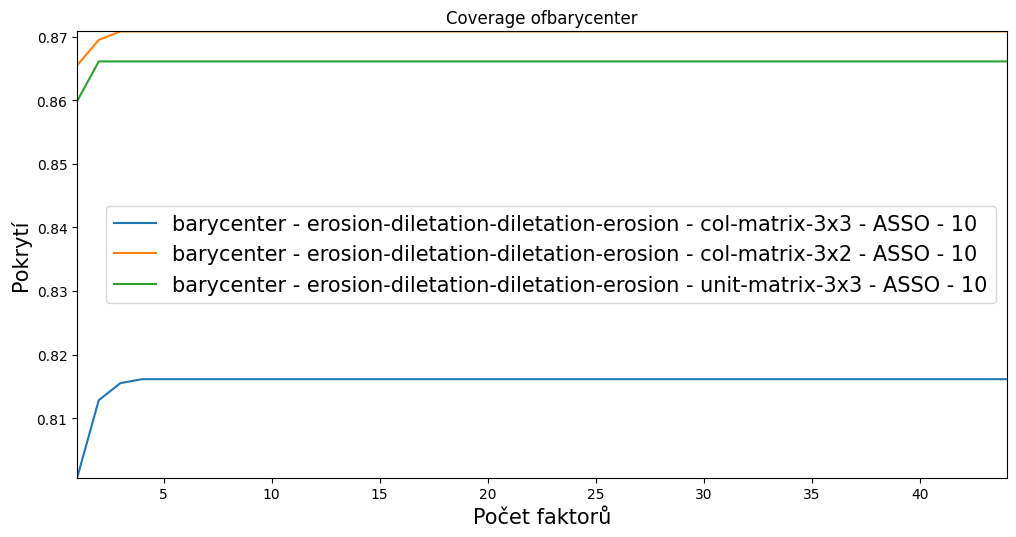 Coverage ofbarycenter
0.87
0.86
0.85
0.84
0.83
0.82
0.81
Pokrytí
barycenter - erosion-diletation-diletation-erosion - col-matrix-3x3 - ASSO - 10
barycenter - erosion-diletation-diletation-erosion - col-matrix-3x2 - ASSO - 10
barycenter - erosion-diletation-diletation-erosion - unit-matrix-3x3 - ASSO - 10
5 10 15 20 25 30 35 40
Počet faktorů